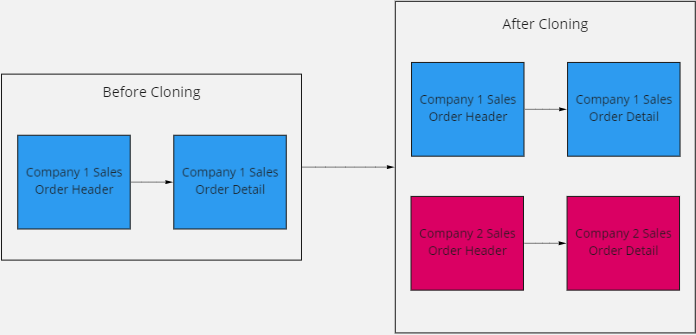 Before Cloning
Company 1 Sales
Order Header
Company 1 Sales
Order Detail
After Cloning
Company 1 Sales
Order Header
Company 1 Sales
Order Detail
Company 2 Sales
Order Header
Company 2 Sales
Order Detail